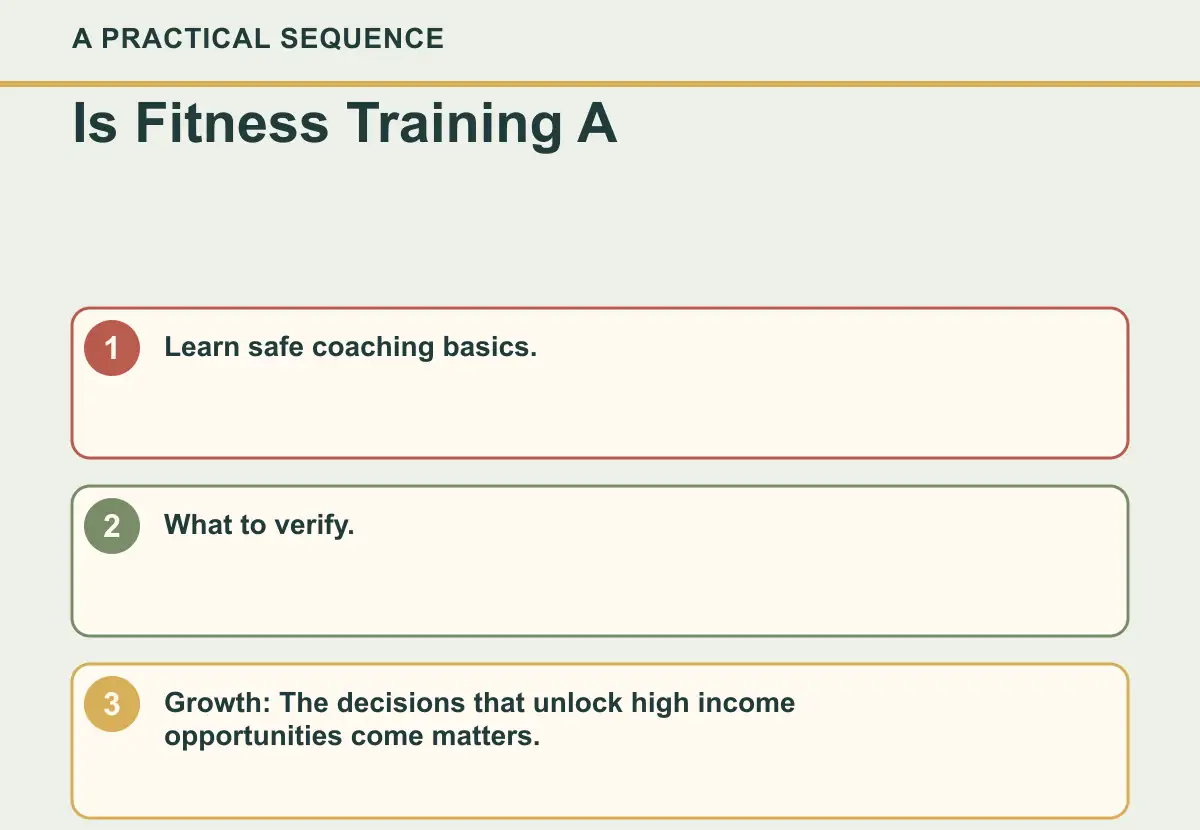 A PRACTICAL SEQUENCE
Is Fitness Training A
1
Learn safe coaching basics.
2
What to verify.
3
Growth: The decisions that unlock high income
opportunities come matters.